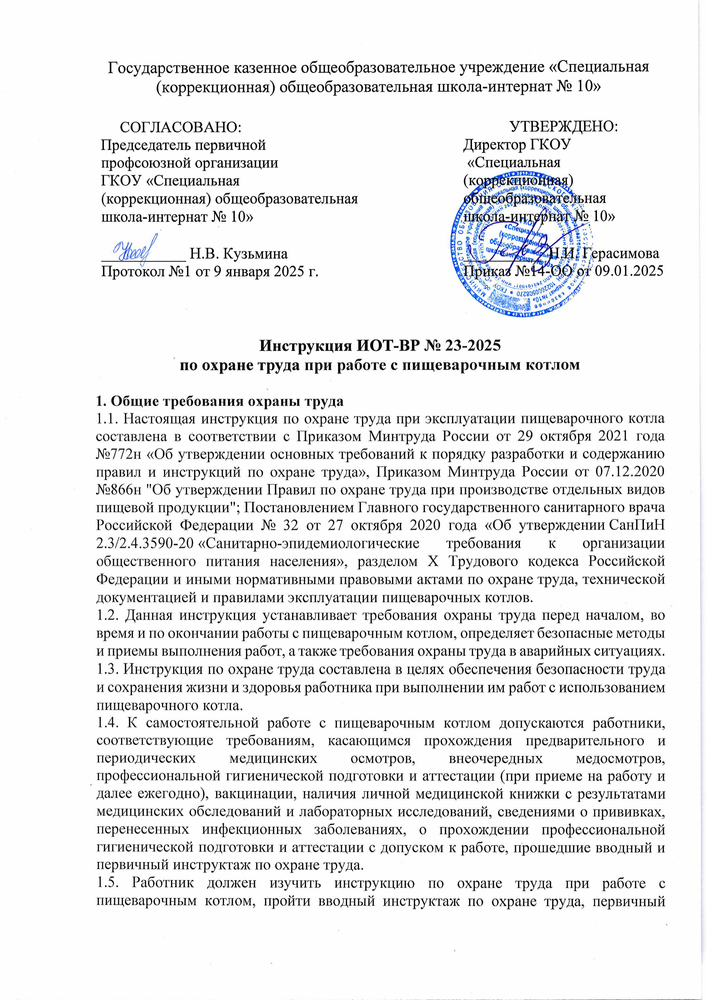 Государственное казенное общеобразовательное учреждение «Специальная
(коррекционная) общеобразовательная школа-интернат № 10»
СОГЛАСОВАНО:
Председатель первичной
профсоюзной организации
ГКОУ «Специальная
(коррекционная) общеобразовательная
школа-интернат № 10»
____________ Н.В. Кузьмина
Протокол №1 от 9 января 2025 г.
УТВЕРЖДЕНО:
Директор ГКОУ
«Специальная
(коррекционная)
общеобразовательная
школа-интернат № 10»
____________ Н.И. Герасимова
Приказ №14-ОО от 09.01.2025
ГКОУ
«Специальная
(коррекционная)
общеобразовательная
школа-интернат №10»
Инструкция ИОТ-ВР № 23-2025
по охране труда при работе с пищеварочным котлом
1. Общие требования охраны труда
1.1. Настоящая инструкция по охране труда при эксплуатации пищеварочного котла
составлена в соответствии с Приказом Минтруда России от 29 октября 2021 года
№772н «Об утверждении основных требований к порядку разработки и содержанию
правил и инструкций по охране труда», Приказом Минтруда России от 07.12.2020
№866н "Об утверждении Правил по охране труда при производстве отдельных видов
пищевой продукции"; Постановлением Главного государственного санитарного врача
Российской Федерации № 32 от 27 октября 2020 года «Об утверждении СанПиН
2.3/2.4.3590-20 «Санитарно-эпидемиологические требования к организации
общественного питания населения», разделом X Трудового кодекса Российской
Федерации и иными нормативными правовыми актами по охране труда, технической
документацией и правилами эксплуатации пищеварочных котлов.
1.2. Данная инструкция устанавливает требования охраны труда перед началом, во
время и по окончании работы с пищеварочным котлом, определяет безопасные методы
и приемы выполнения работ, а также требования охраны труда в аварийных ситуациях.
1.3. Инструкция по охране труда составлена в целях обеспечения безопасности труда
и сохранения жизни и здоровья работника при выполнении им работ с использованием
пищеварочного котла.
1.4. К самостоятельной работе с пищеварочным котлом допускаются работники,
соответствующие требованиям, касающимся прохождения предварительного и
периодических медицинских осмотров, внеочередных медосмотров,
профессиональной гигиенической подготовки и аттестации (при приеме на работу и
далее ежегодно), вакцинации, наличия личной медицинской книжки с результатами
медицинских обследований и лабораторных исследований, сведениями о прививках,
перенесенных инфекционных заболеваниях, о прохождении профессиональной
гигиенической подготовки и аттестации с допуском к работе, прошедшие вводный и
первичный инструктаж по охране труда.
1.5. Работник должен изучить инструкцию по охране труда при работе с
пищеварочным котлом, пройти вводный инструктаж по охране труда, первичный